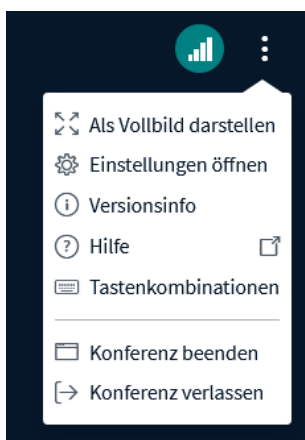 Als Vollbild darstellen
Einstellungen öffnen
Versionsinfo
Hilfe
Tastenkombinationen
Konferenz beenden
Konferenz verlassen